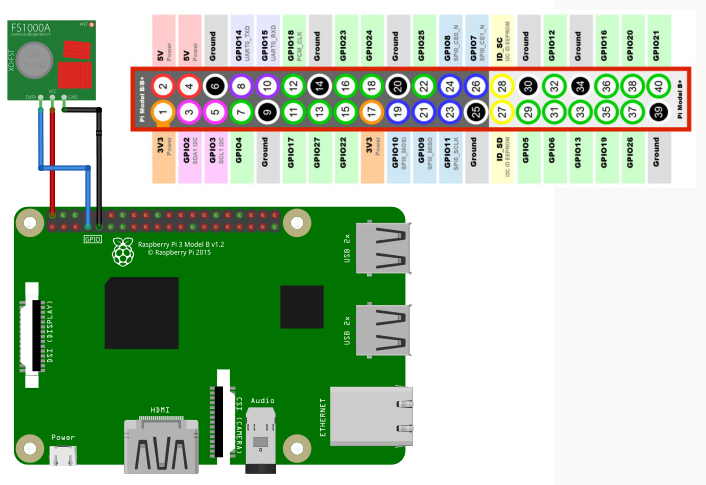 FS1000A
www.sunpalpower.lt
ANT
XD-FST
DATA
VCC
GND
5V
Power
5V
Power
Ground
GPIO14
UART0_TXD
GPIO15
UART0_RXD
GPIO18
PCM_CLK
Ground
GPIO23
GPIO24
Ground
GPIO25
GPIO8
SPI0_CE0_N
GPIO7
SPI0_CE1_N
ID_SC
I2C ID EEPROM
Ground
GPIO12
Ground
GPIO16
GPIO20
GPIO21
Pi Model B/B+
2 4 6 8 10 12 14 16 18 20 22 24 26 28 30 32 34 36 38 40
1 3 5 7 9 11 13 15 17 19 21 23 25 27 29 31 33 35 37 39
Pi Model B+
3V3
Power
GPIO2
SDA1 I2C
GPIO3
SCL1 I2C
GPIO4
Ground
GPIO17
GPIO27
GPIO22
3V3
Power
GPIO10
SPI0_MOSI
GPIO9
SPI0_MISO
GPIO11
SPI0_SCLK
Ground
ID_SD
I2C ID EEPROM
GPIO5
GPIO6
GPIO13
GPIO19
GPIO26
Ground
GPIO
Raspberry Pi 3 Model B v1.2
© Raspberry Pi 2015
USB 2x
USB 2x
DSI (DISPLAY)
CSI (CAMERA)
Audio
HDMI
ETHERNET
Power